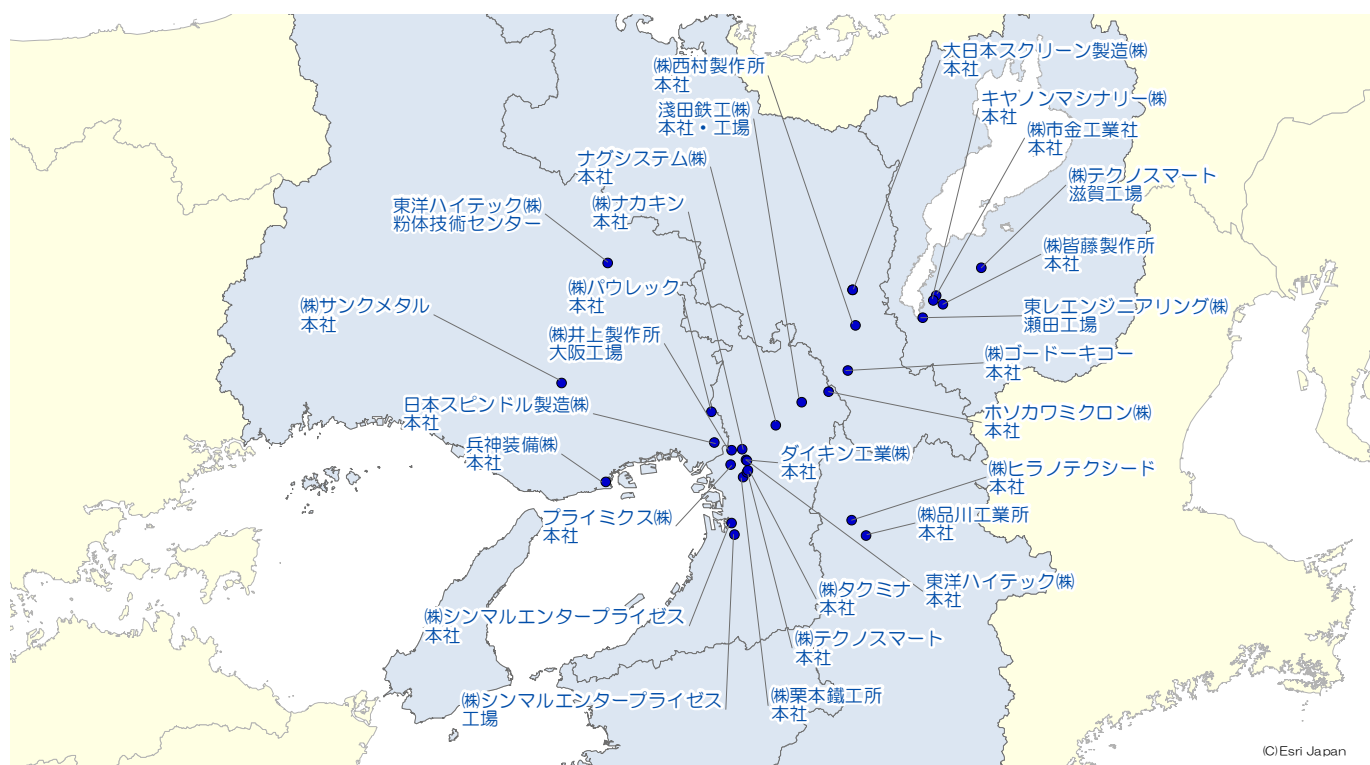 大日本スクリーン製造㈱
本社
㈱西村製作所
本社
キヤノンマシナリー㈱
本社
淺田鉄工㈱
本社・工場
㈱市金工業社
本社
ナグシステム㈱
本社
㈱テクノスマート
滋賀工場
㈱ナカキン
本社
東洋ハイテック㈱
粉体技術センター
㈱皆藤製作所
本社
㈱パウレック
本社
㈱サンクメタル
本社
東レエンジニアリング㈱
瀬田工場
㈱井上製作所
大阪工場
㈱ゴードーキコー
本社
日本スピンドル製造㈱
本社
ホソカワミクロン㈱
本社
兵神装備㈱
本社
ダイキン工業㈱
本社
㈱ヒラノテクシード
本社
プライミクス㈱
本社
㈱品川工業所
本社
㈱タクミナ
本社
東洋ハイテック㈱
本社
㈱シンマルエンタープライゼス
本社
㈱テクノスマート
本社
㈱シンマルエンタープライゼス
工場
㈱栗本鐵工所
本社
(C)Esri Japan